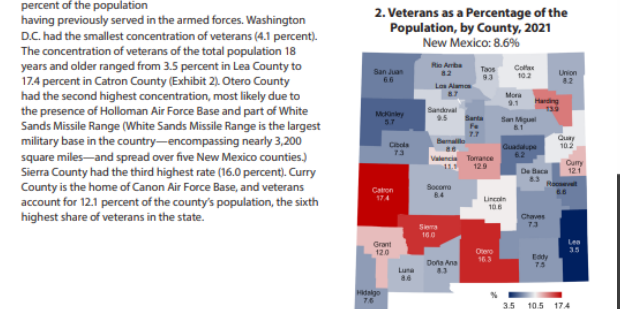 percent of the population
having previously served in the armed forces. Washington
D.C. had the smallest concentration of veterans (4.1 percent).
The concentration of veterans of the total population 18
years and older ranged from 3.5 percent in Lea County to
17.4 percent in Catron County (Exhibit 2). Otero County
had the second highest concentration, most likely due to
the presence of Holloman Air Force Base and part of White
Sands Missile Range (White Sands Missile Range is the largest
military base in the country—encompassing nearly 3,200
square miles—and spread over five New Mexico counties.)
Sierra County had the third highest rate (16.0 percent). Curry
County is the home of Canon Air Force Base, and veterans
account for 12.1 percent of the county's population, the sixth
highest share of veterans in the state.
2. Veterans as a Percentage of the
Population, by County, 2021
New Mexico: 8.6%
San Juan
6.6
Rio Arriba
8.2
Taos
9.3
Colfax
10.2
Union
8.2
Los Alamos
8.7
Mora
9.1
Harding
13.9
McKinley
5.7
Sandoval
9.5
Santa
Fe
7.7
San Miguel
8.1
Quay
10.2
Cibola
7.3
Bernalillo
8.6
Guadalupe
6.2
Valencia
11.5
Torrance
12.9
Curry
12.1
De Baca
8.3
Roosevelt
8.6
Catron
17.4
Socorro
8.4
Lincoln
10.6
Chaves
7.3
Sierra
16.0
Grant
12.0
Otero
16.3
Lea
3.5
Eddy
7.5
Doña Ana
8.3
Luna
8.6
Hidalgo
7.6
%
3.5 10.5 17.4